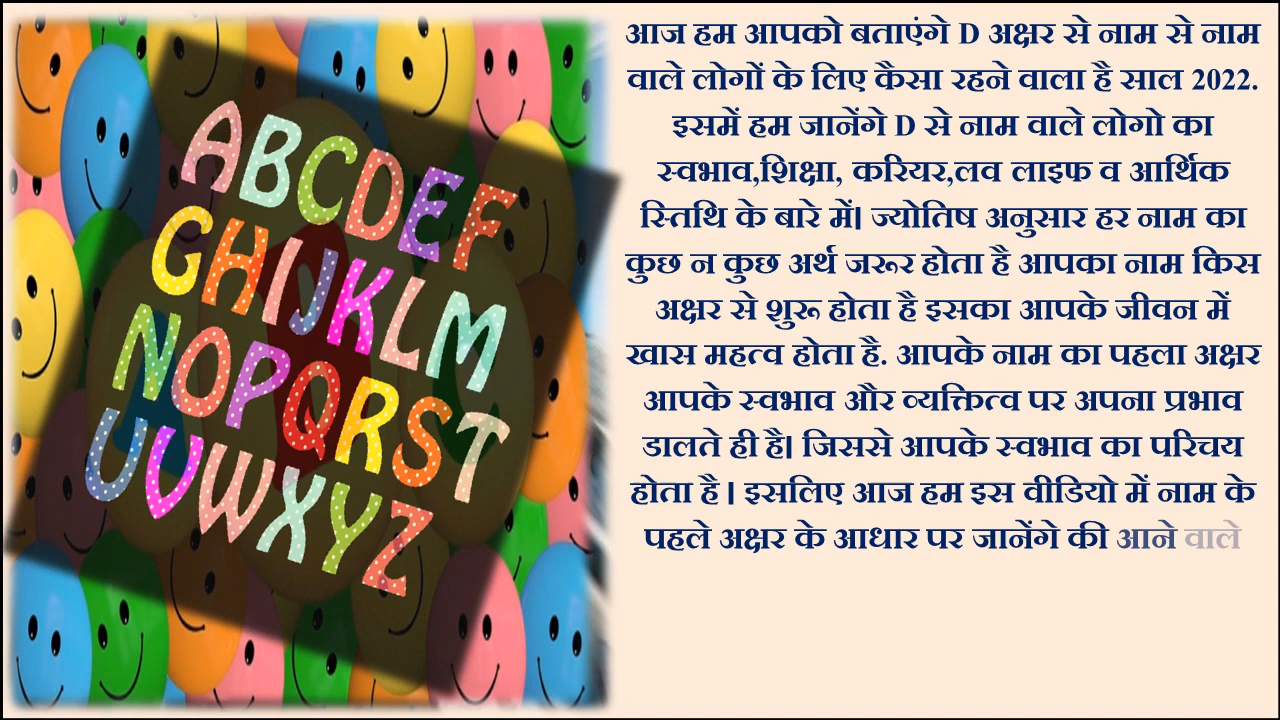 ABCDEF
GHIJKLM
NOPQRST
UVWXYZ
आज हम आपको बताएंगे D अक्षर से नाम से नाम
वाले लोगों के लिए कैसा रहने वाला है साल 2022.
इसमें हम जानेंगे D से नाम वाले लोगो का
स्वभाव,शिक्षा, करियर,लव लाइफ व आर्थिक
स्तिथि के बारे में। ज्योतिष अनुसार हर नाम का
कुछ न कुछ अर्थ जरूर होता है आपका नाम किस
अक्षर से शुरू होता है इसका आपके जीवन में
खास महत्व होता है. आपके नाम का पहला अक्षर
आपके स्वभाव और व्यक्तित्व पर अपना प्रभाव
डालते ही है। जिससे आपके स्वभाव का परिचय
होता है । इसलिए आज हम इस वीडियो में नाम के
पहले अक्षर के आधार पर जानेंगे की आने वाले